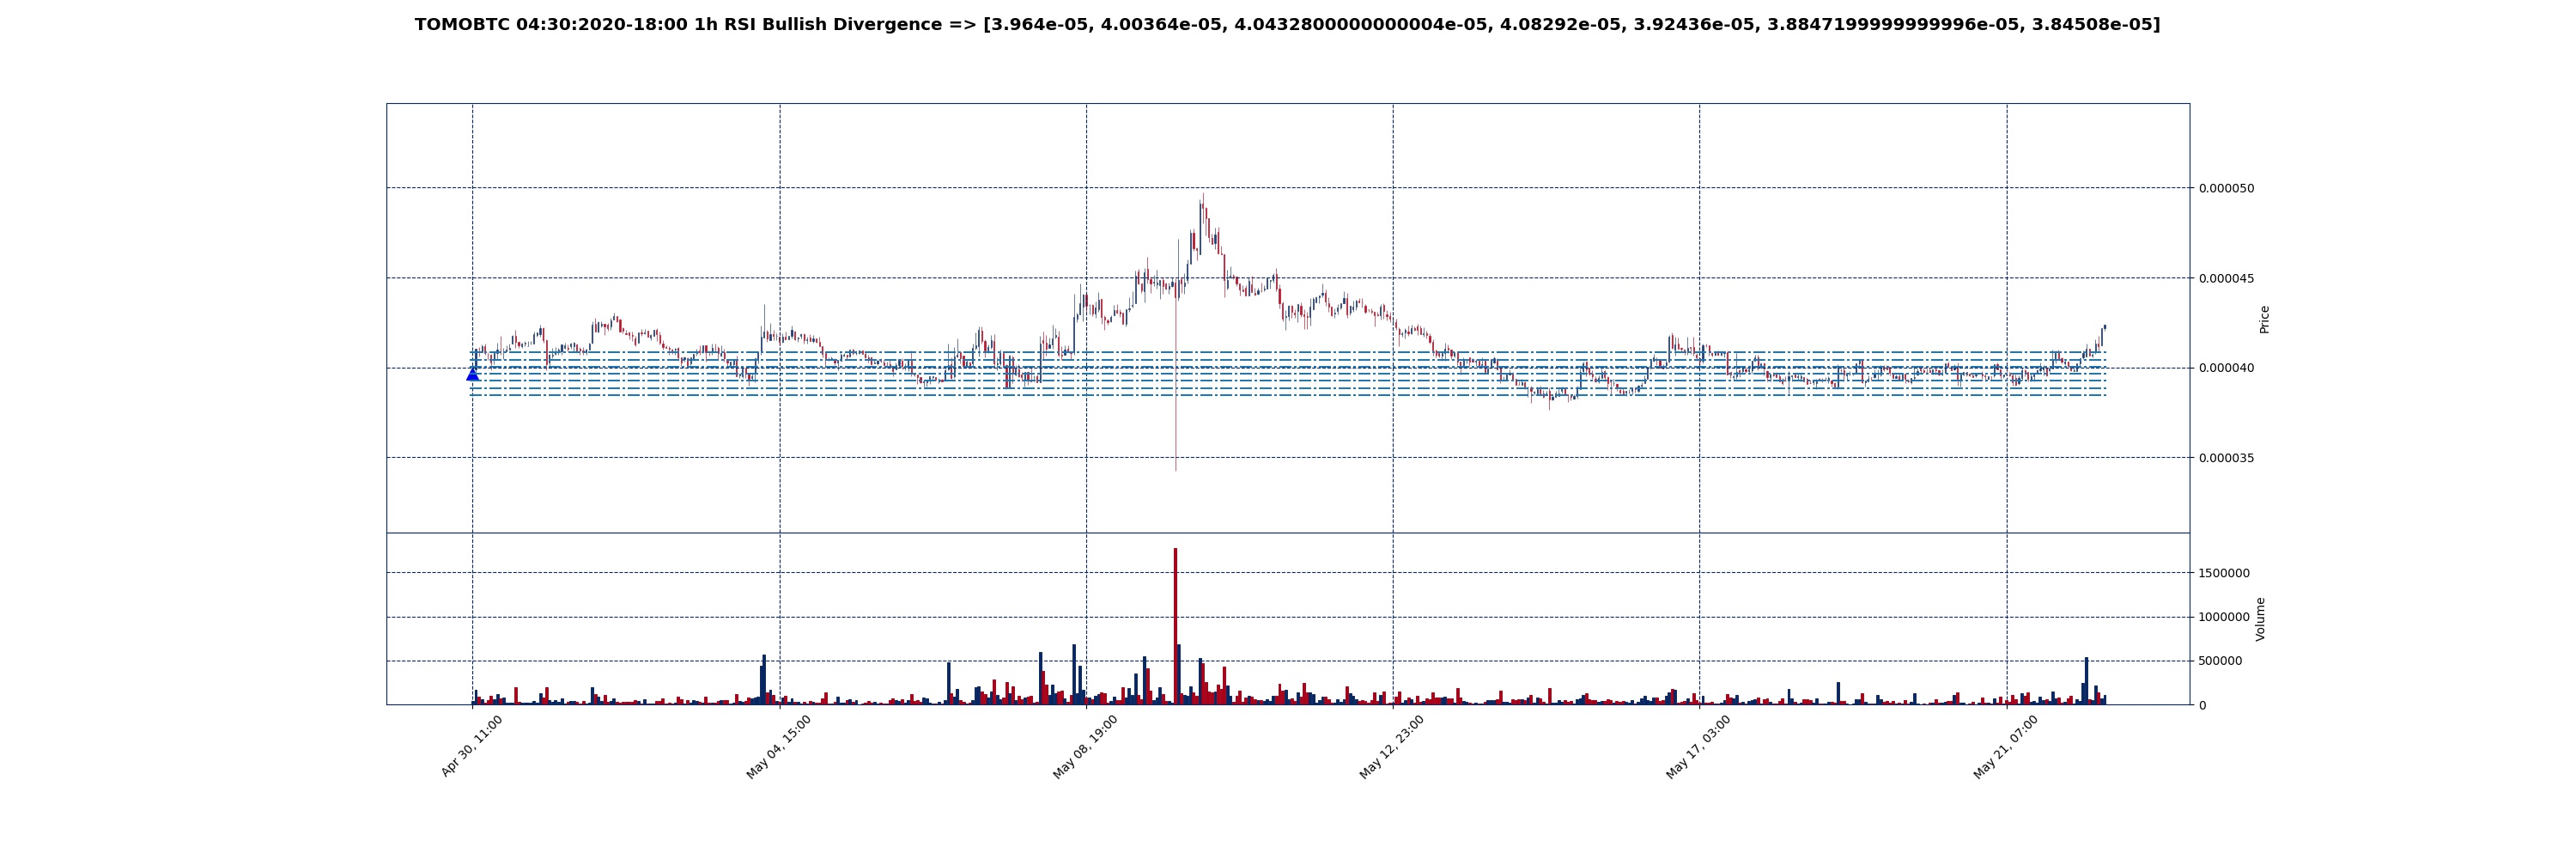 TOMOBTC 04:30:2020-18:00 1h RSI Bullish Divergence => [3.964e-05, 4.00364e-05, 4.0432800000000004e-05, 4.08292e-05, 3.92436e-05, 3.8847199999999996e-05, 3.84508e-05]
0.000050
0.000045
0.000040
0.000035
Price
1500000
1000000
500000
0
Volume
Apr 30, 11:00
May 04, 15:00
May 08, 19:00
May 12, 23:00
May 17, 03:00
May 21, 07:00